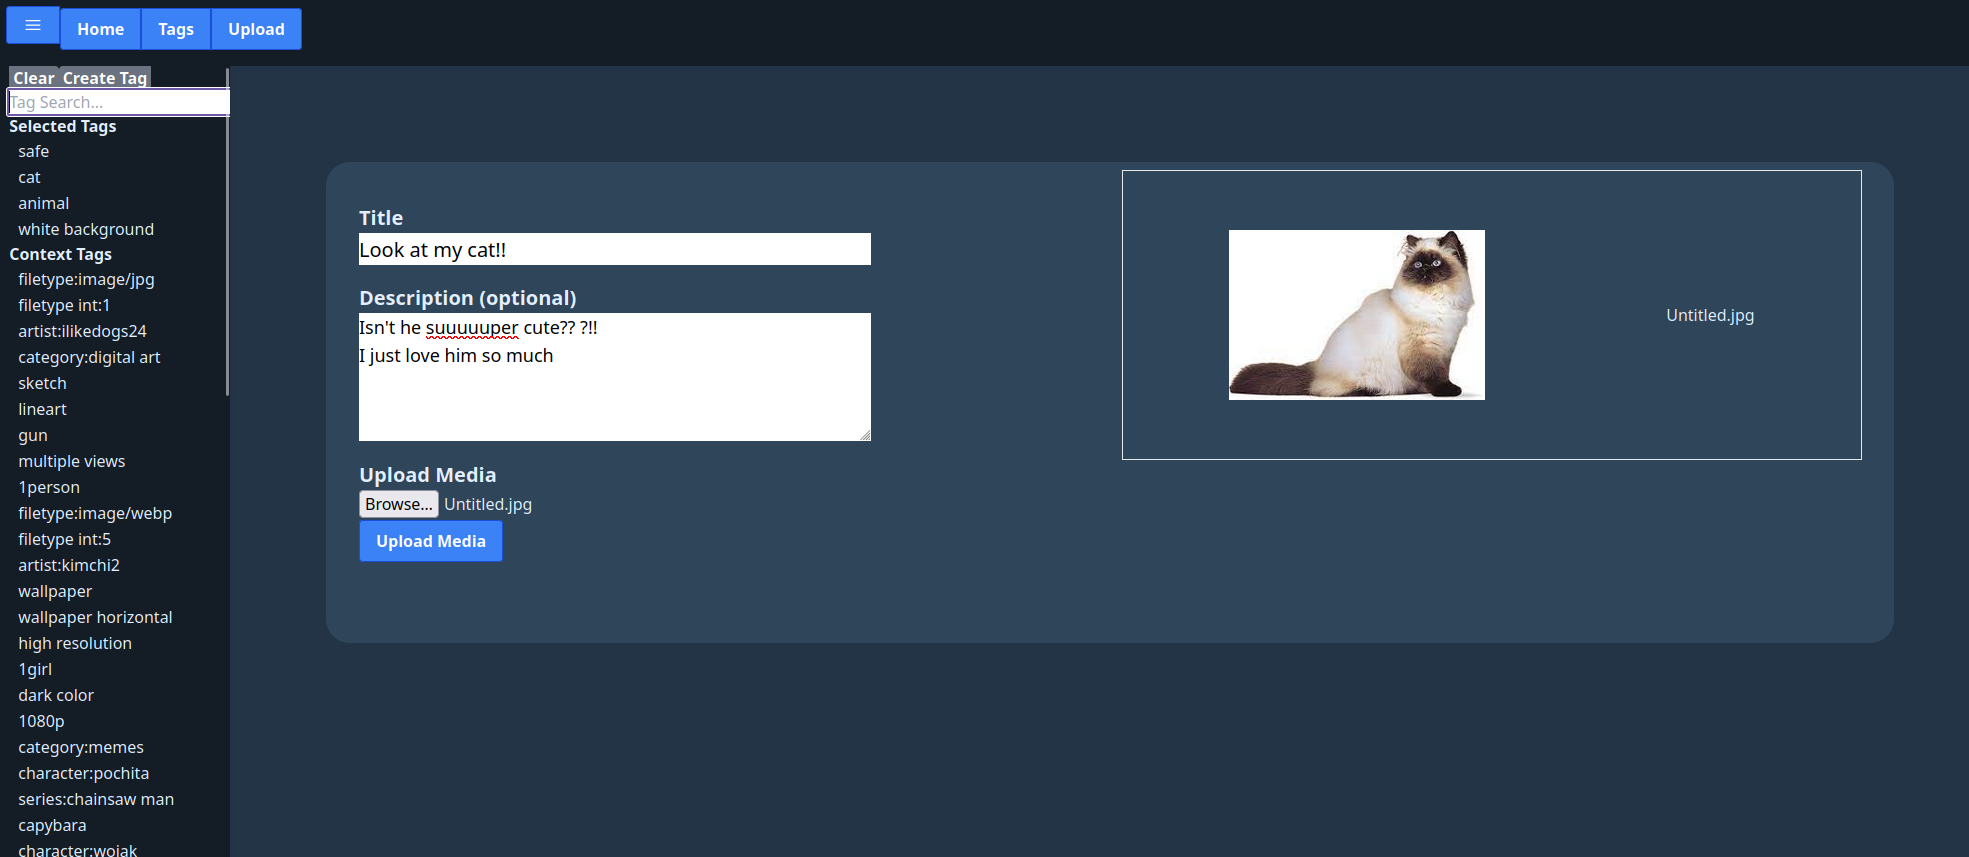 Home Tags Upload
Clear Create Tag
Tag Search...
Selected Tags
safe
cat
animal
white background
Context Tags
filetype:image/jpg
filetype int:1
artist:ilikedogs24
category:digital art
sketch
lineart
gun
multiple views
1person
filetype:image/webp
filetype int:5
artist:kimchi2
wallpaper
wallpaper horizontal
high resolution
1girl
dark color
1080p
category:memes
character:pochita
series:chainsaw man
capybara
character:wojak
Title
Look at my cat!!
Description (optional)
Isn't he suuuuuper cute?? ?!!
I just love him so much
Upload Media
Browse... Untitled.jpg
Upload Media
Untitled.jpg